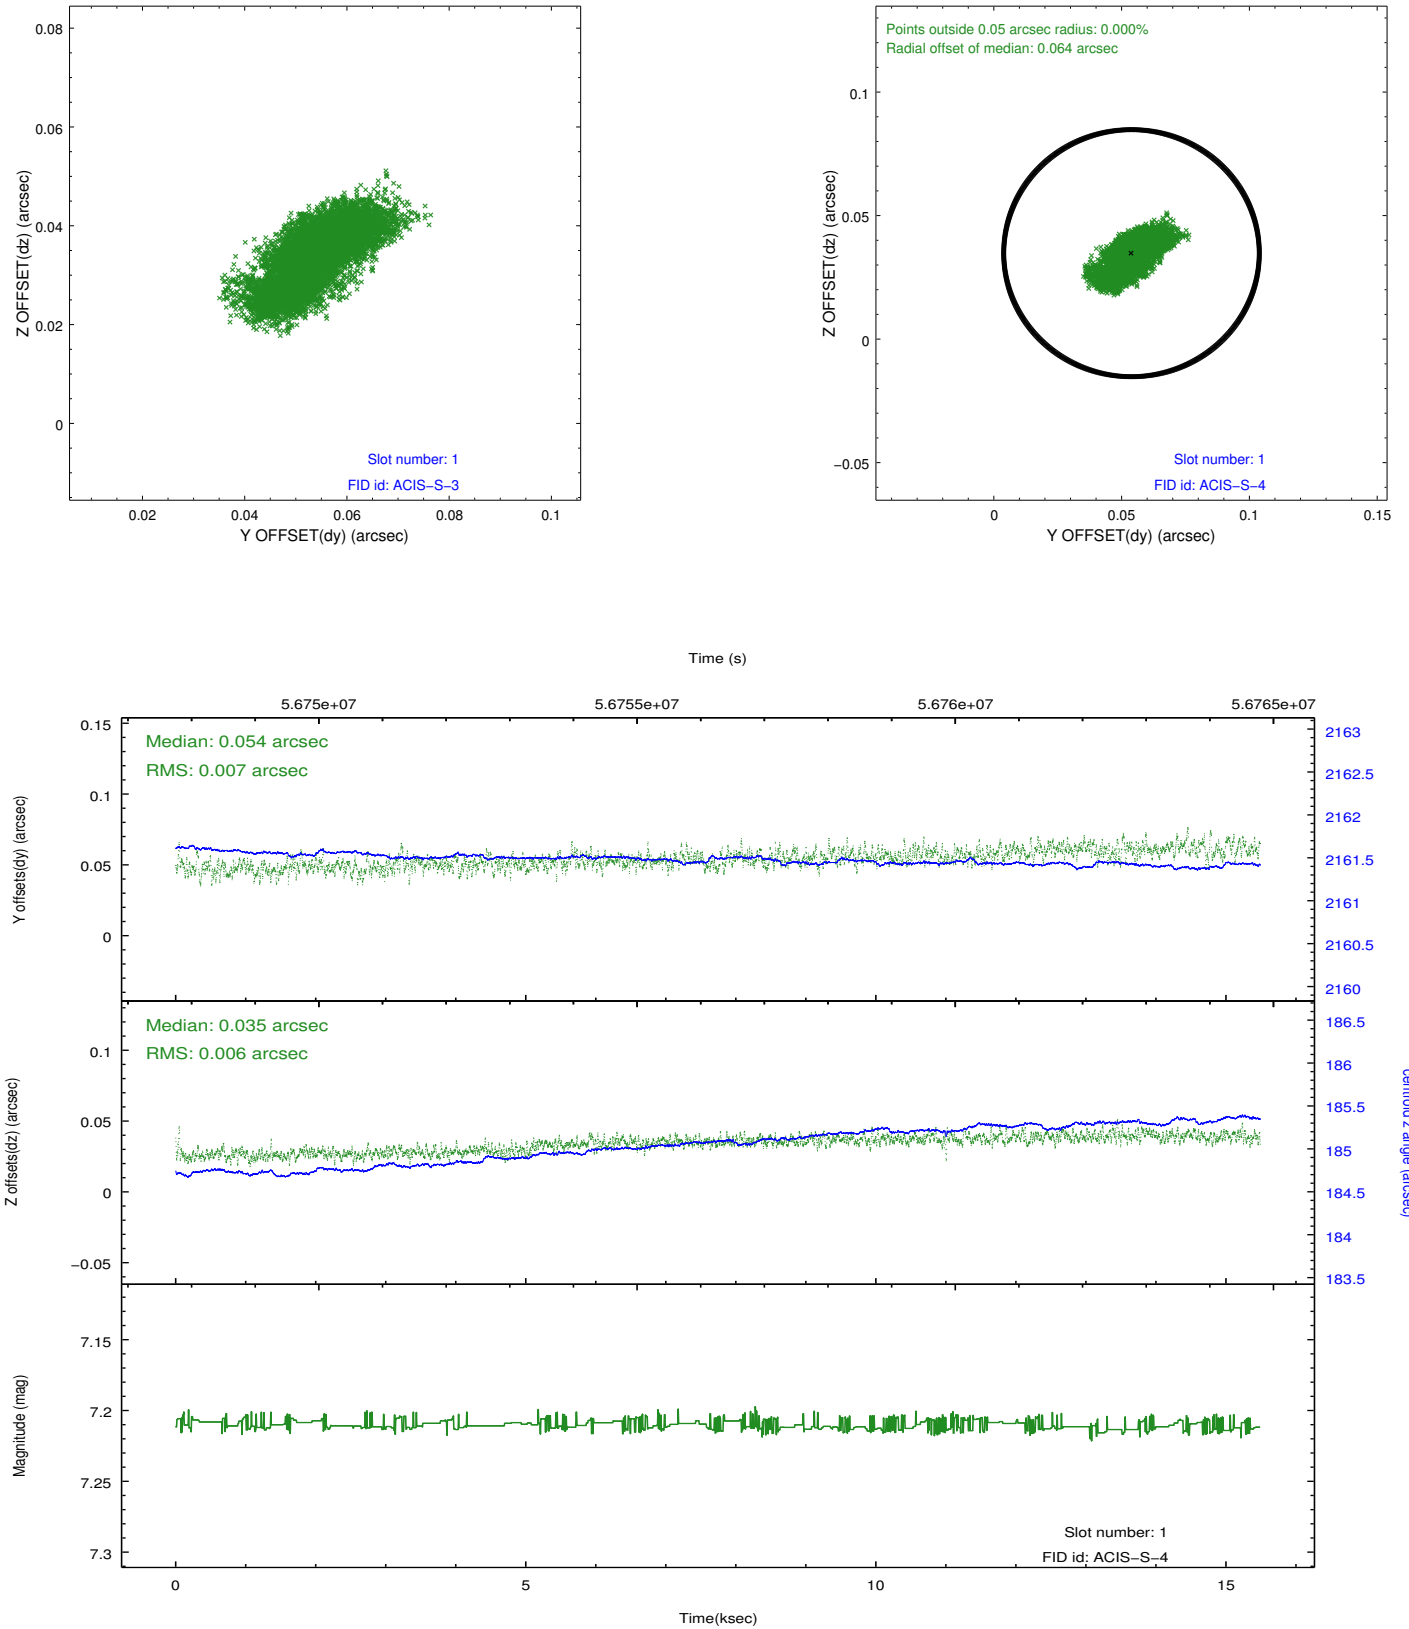 0.08
0.06
0.04
0.02
0
Z OFFSET(dz) (arcsec)
Slot number: 1
FID id: ACIS−S−3
0.02 0.04 0.06 0.08 0.1
Y OFFSET(dy) (arcsec)
Points outside 0.05 arcsec radius: 0.000%
Radial offset of median: 0.064 arcsec
0.1
0.05
0
−0.05
Z OFFSET(dz) (arcsec)
Slot number: 1
FID id: ACIS−S−4
0 0.05 0.1 0.15
Y OFFSET(dy) (arcsec)
Time (s)
5.675e+07 5.6755e+07 5.676e+07 5.6765e+07
Median: 0.054 arcsec
RMS: 0.007 arcsec
0.15
0.1
0.05
0
Y offsets(dy) (arcsec)
2163
2162.5
2162
2161.5
2161
2160.5
2160
Median: 0.035 arcsec
RMS: 0.006 arcsec
0.1
0.05
0
−0.05
Z offsets(dz) (arcsec)
186.5
186
185.5
185
184.5
184
183.5
centroid z angle (arcsec)
7.15
7.2
7.25
7.3
Magnitude (mag)
Slot number: 1
FID id: ACIS−S−4
0 5 10 15
Time(ksec)